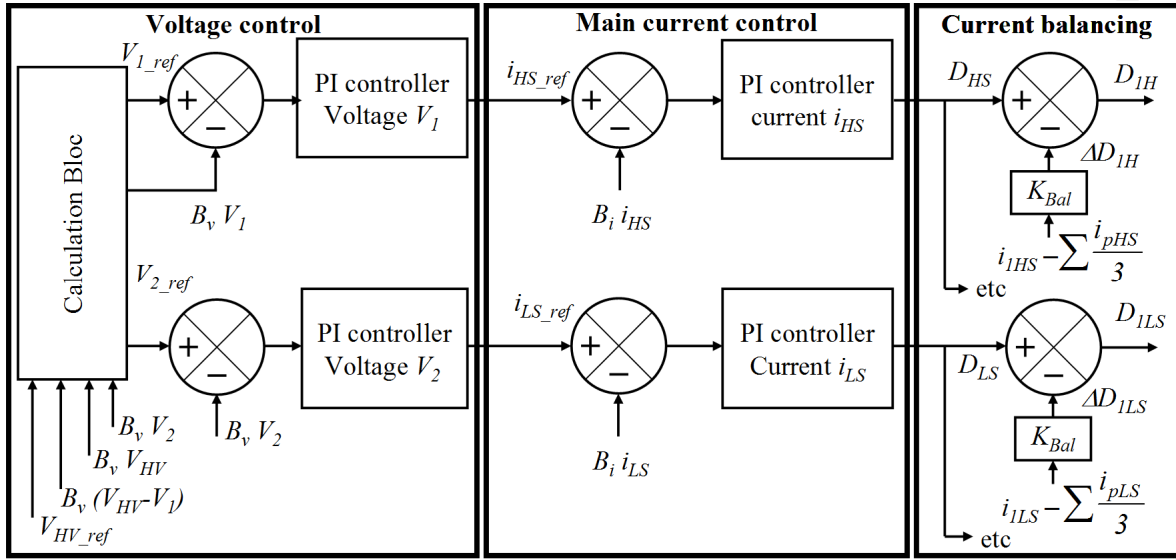 Voltage control
V1_ref
PI controller
Voltage V1
Calculation Bloc
Bv V1
V2_ref
PI controller
Voltage V2
Bv V2
Bv V2
Bv VHV
Bv (VHV-V1)
VHV_ref
Main current control
iHS_ref
PI controller
current iHS
Bi iHS
iLS_ref
PI controller
Current iLS
Bi iLS
Current balancing
DHS
D1H
ΔD1H
KBal
i1HS – ∑ ipHS/3
etc
D1LS
DLS
ΔD1LS
KBal
i1LS – ∑ ipLS/3
etc